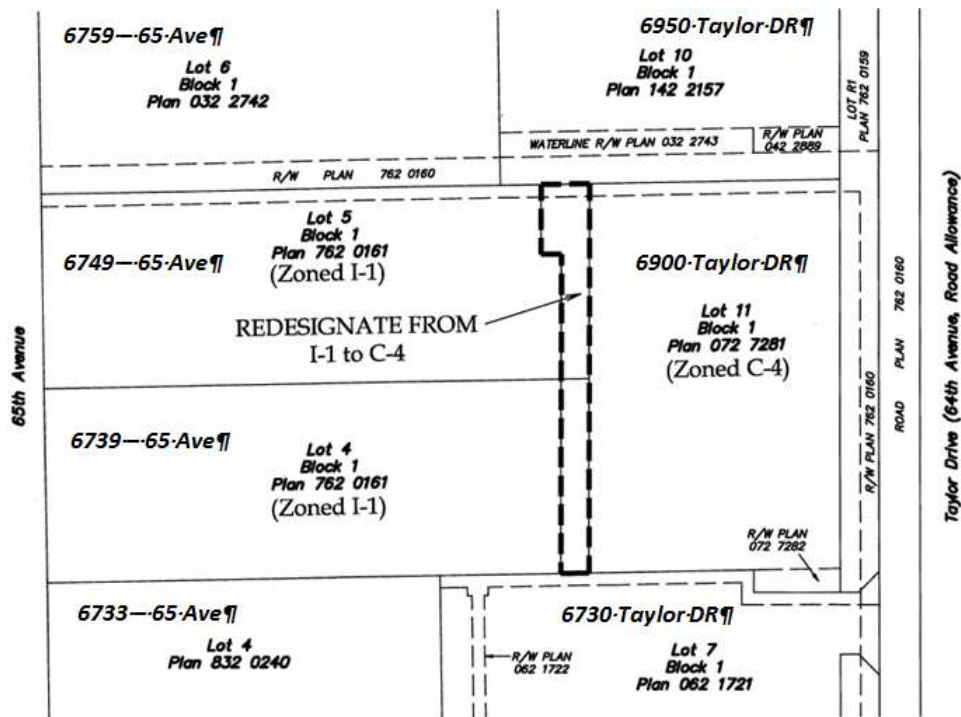 6759—·65·Ave¶
Lot 6
Block 1
Plan 032 2742
6950·Taylor·DR¶
Lot 10
Block 1
Plan 142 2157
LOT R1
PLAN 762 0159
WATERLINE R/W PLAN 032 2743
R/W PLAN
042 2889
R/W PLAN 762 0160
Lot 5
Block 1
Plan 762 0161
(Zoned I-1)
6749—·65·Ave¶
6900·Taylor·DR¶
REDESIGNATE FROM
I-1 to C-4
Lot 11
Block 1
Plan 072 7281
(Zoned C-4)
65th Avenue
6739—·65·Ave¶
Lot 4
Block 1
Plan 762 0161
(Zoned I-1)
R/W PLAN 762 0160
ROAD PLAN 762 0160
Taylor Drive (64th Avenue, Road Allowance)
R/W PLAN
072 7282
6733—·65·Ave¶
Lot 4
Plan 832 0240
R/W PLAN
062 1722
6730·Taylor·DR¶
Lot 7
Block 1
Plan 062 1721